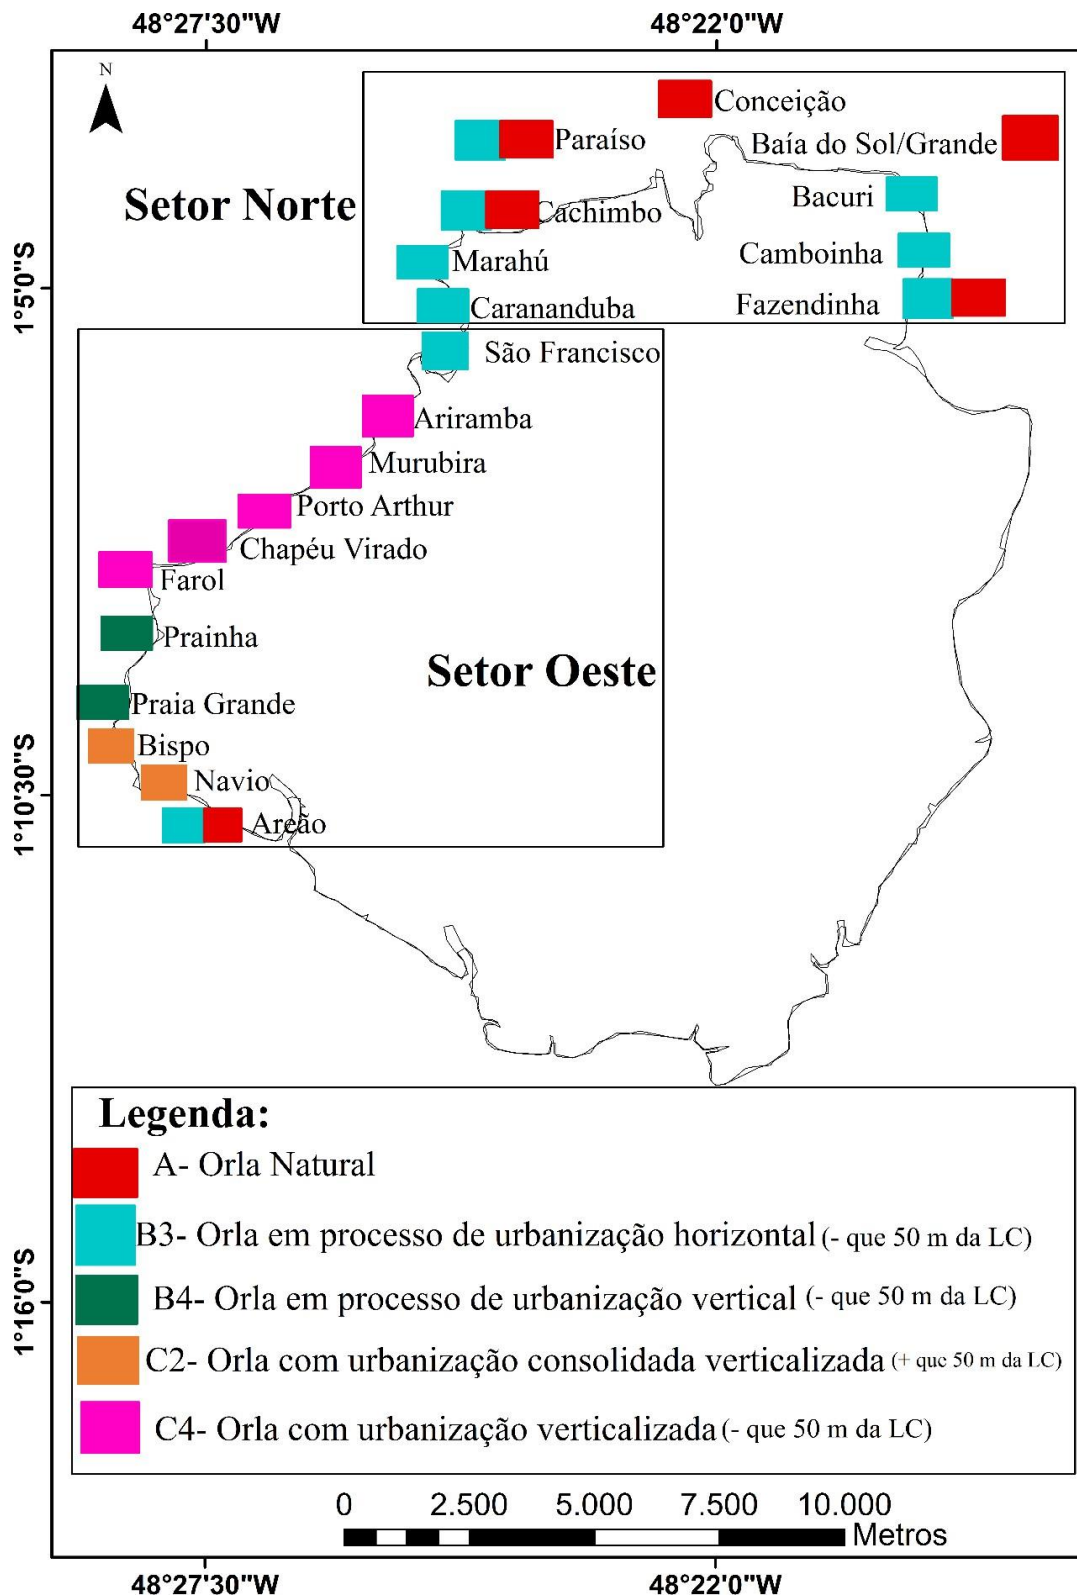 48°27'30"W
48°22'0"W
N
Conceição
Paraíso
Baía do Sol/Grande
Setor Norte
Bacuri
Cachimbo
Camboinha
Marahú
1°5'0"S
Carananduba
Fazendinha
São Francisco
Ariramba
Murubira
Porto Arthur
Chapéu Virado
Farol
Prainha
Setor Oeste
Praia Grande
Bispo
Navio
1°10'30"S
Areão
Legenda:
A- Orla Natural
B3- Orla em processo de urbanização horizontal (- que 50 m da LC)
B4- Orla em processo de urbanização vertical (- que 50 m da LC)
1°16'0"S
C2- Orla com urbanização consolidada verticalizada (+ que 50 m da LC)
C4- Orla com urbanização verticalizada (- que 50 m da LC)
0 2.500 5.000 7.500 10.000
Metros
48°27'30"W
48°22'0"W